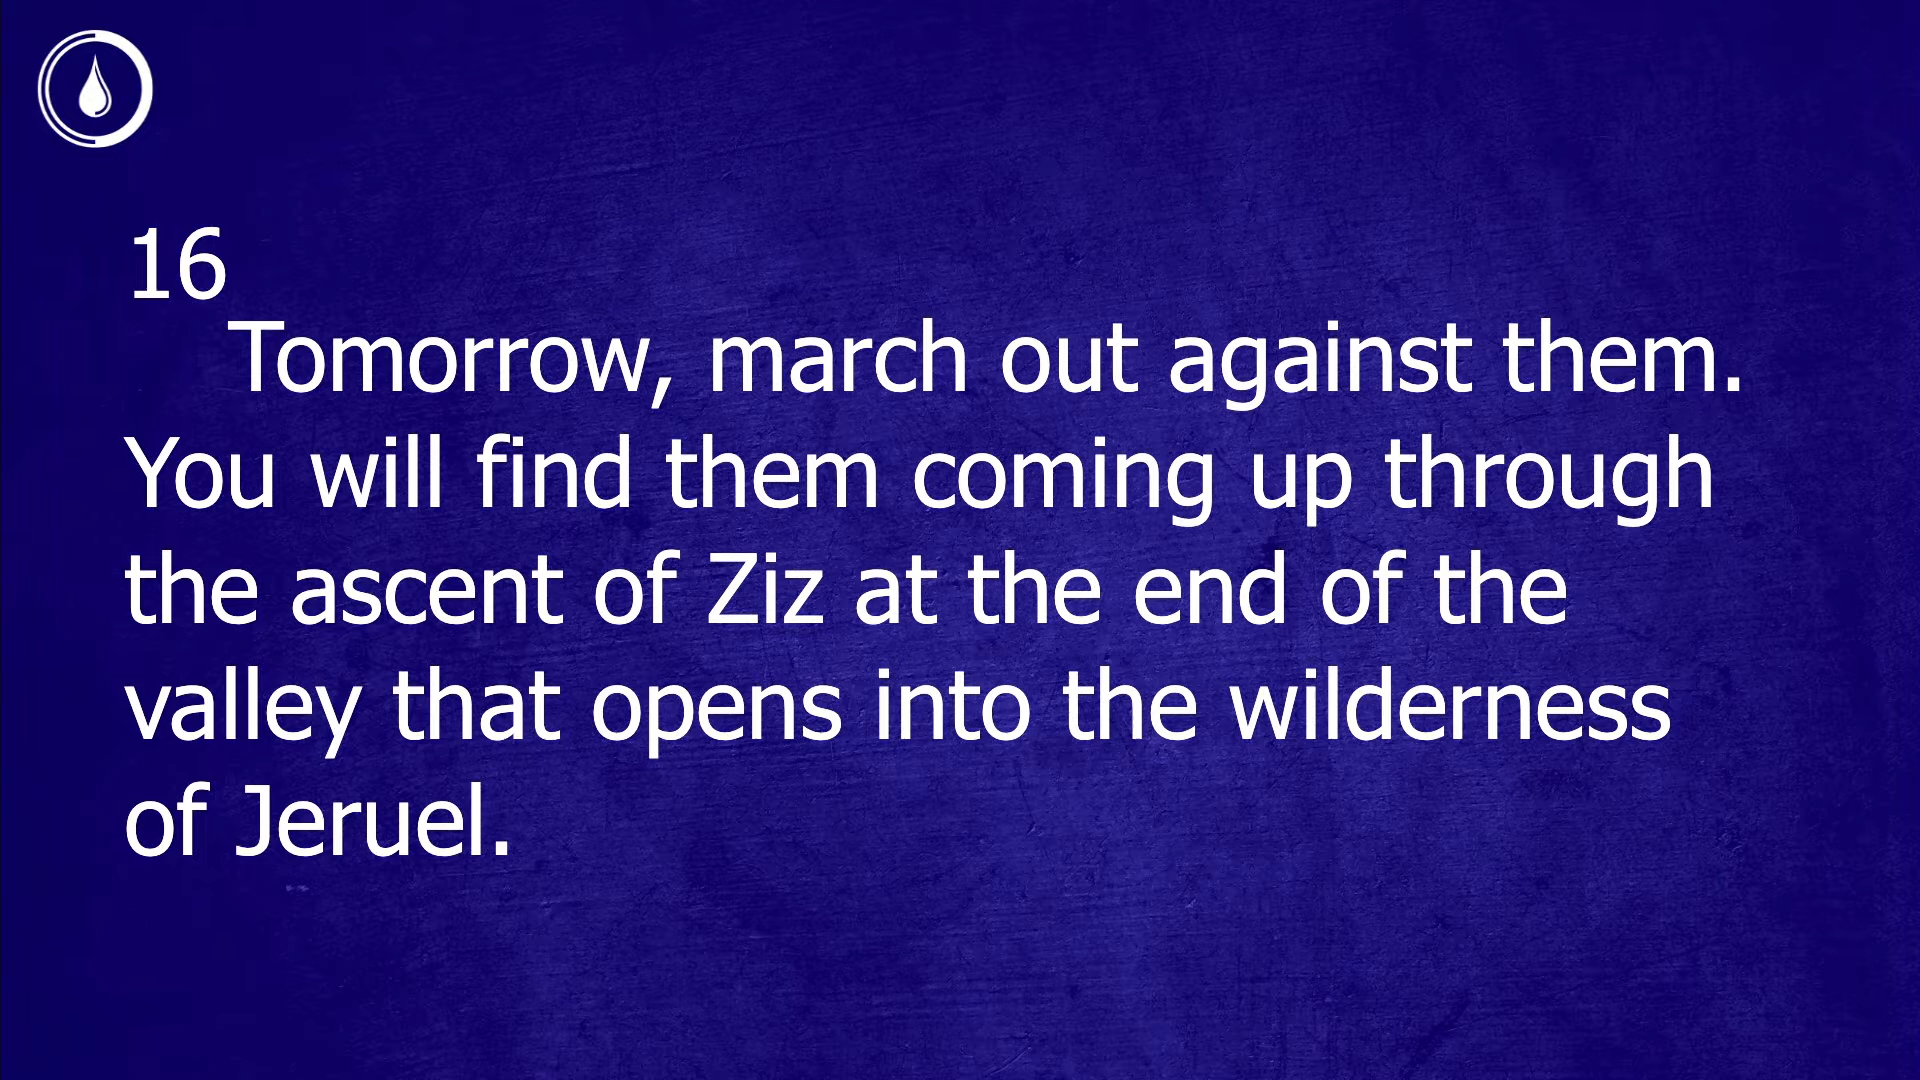 16
Tomorrow, march out against them.
You will find them coming up through
the ascent of Ziz at the end of the
valley that opens into the wilderness
of Jeruel.